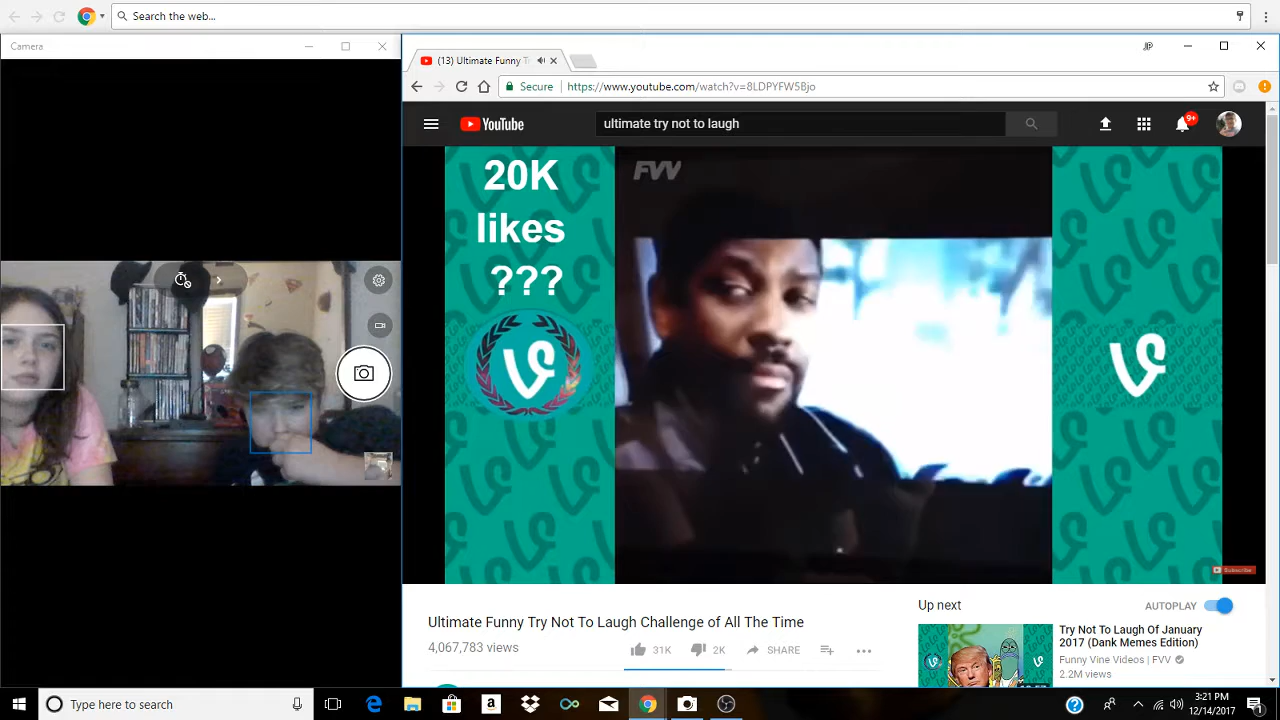 Search the web...
Camera
(13) Ultimate Funny T
JP
Secure
https://www.youtube.com/watch?v=8LDPYFW5Bjo
YouTube
ultimate try not to laugh
9+
20K
likes
???
FVV
Subscribe
Ultimate Funny Try Not To Laugh Challenge of All The Time
4,067,783 views
31K
2K
SHARE
Up next
AUTOPLAY
Try Not To Laugh Of January
2017 (Dank Memes Edition)
Funny Vine Videos | FVV
2.2M views
Type here to search
3:21 PM
12/14/2017